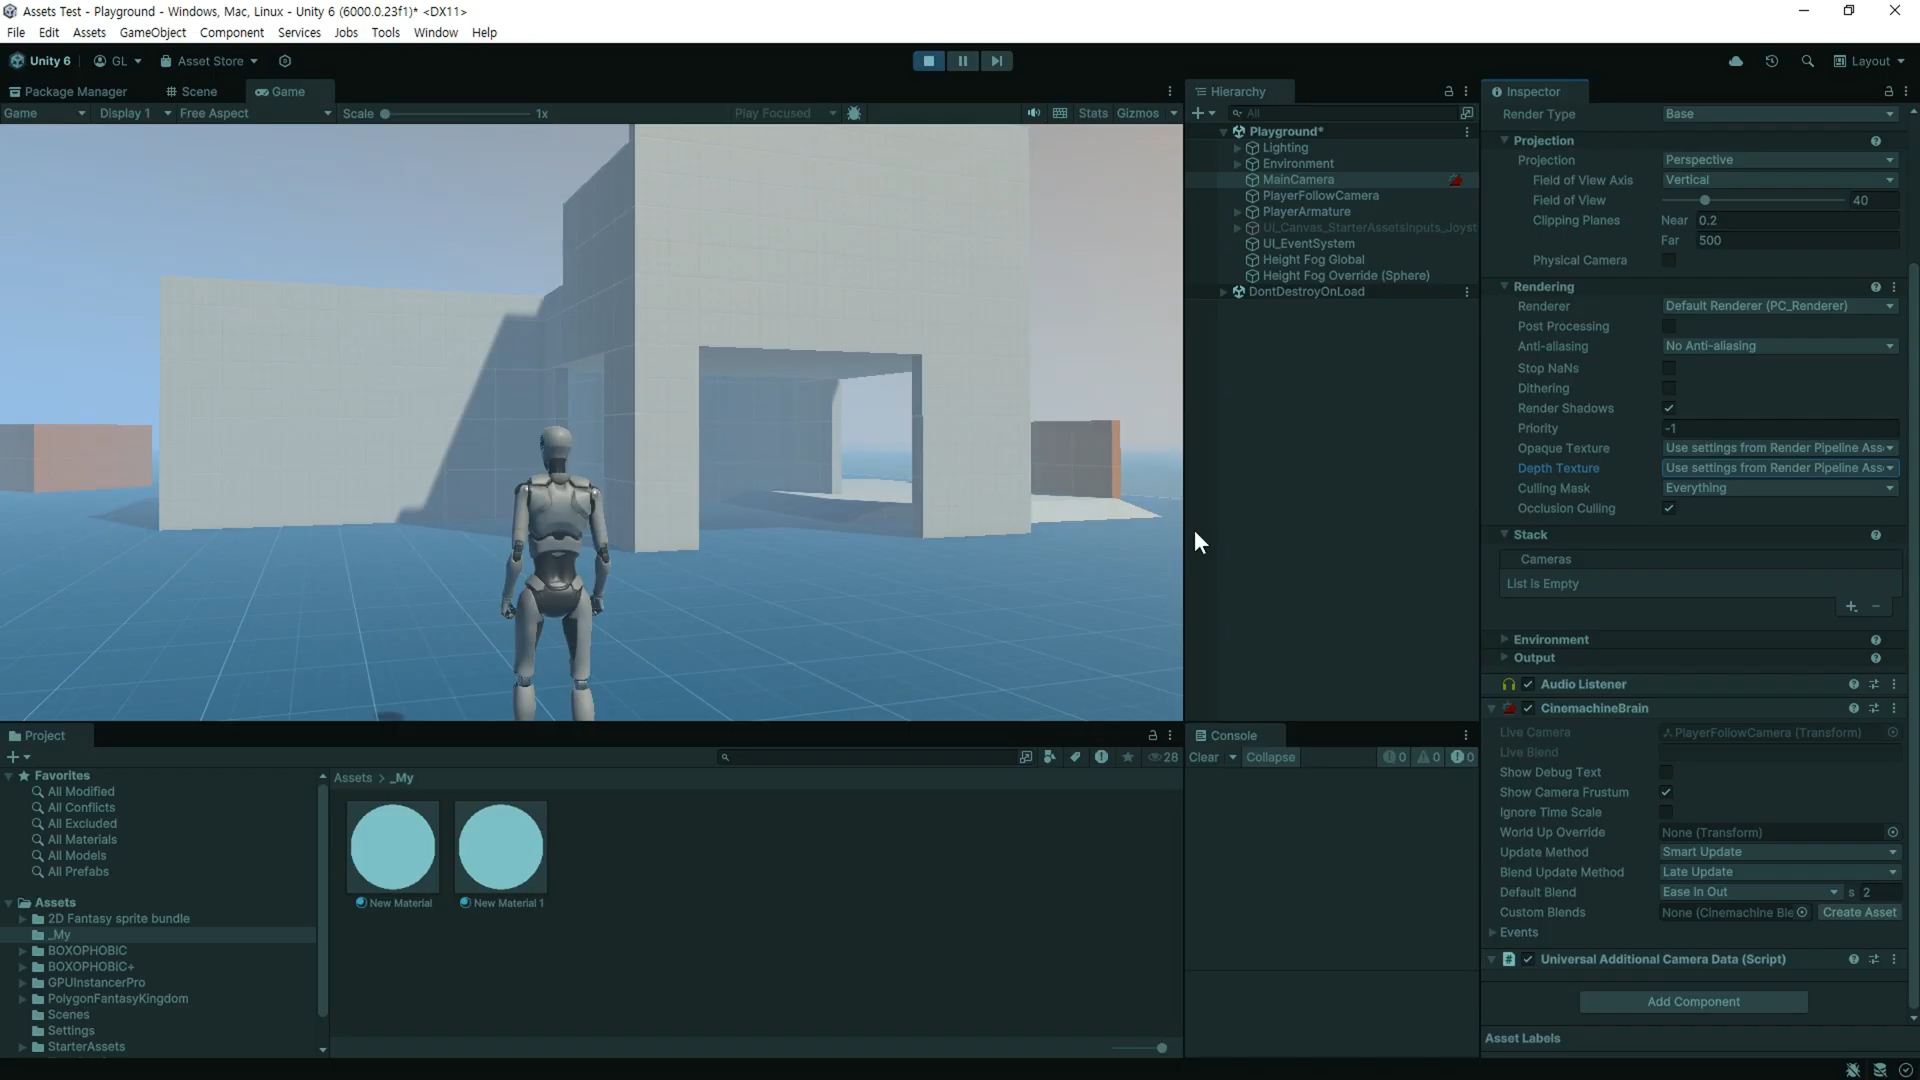 Assets Test - Playground - Windows, Mac, Linux - Unity 6 (6000.0.23f1)* <DX11>
File Edit Assets GameObject Component Services Jobs Tools Window Help
Unity 6 GL Asset Store Layout
Package Manager Scene Game
Game Display 1 Free Aspect Scale 1x Play Focused Stats Gizmos
Hierarchy
All
Playground*
Lighting
Environment
MainCamera
PlayerFollowCamera
PlayerArmature
UI_Canvas_StarterAssetsInputs_Joyst
UI_EventSystem
Height Fog Global
Height Fog Override (Sphere)
DontDestroyOnLoad
Inspector
Render Type Base
Projection
Projection Perspective
Field of View Axis Vertical
Field of View 40
Clipping Planes Near 0.2
Far 500
Physical Camera
Rendering
Renderer Default Renderer (PC_Renderer)
Post Processing
Anti-aliasing No Anti-aliasing
Stop NaNs
Dithering
Render Shadows
Priority -1
Opaque Texture Use settings from Render Pipeline Ass
Depth Texture Use settings from Render Pipeline Ass
Culling Mask Everything
Occlusion Culling
Stack
Cameras
List is Empty
Environment
Output
Audio Listener
CinemachineBrain
Live Camera PlayerFollowCamera (Transform)
Live Blend
Show Debug Text
Show Camera Frustum
Ignore Time Scale
World Up Override None (Transform)
Update Method Smart Update
Blend Update Method Late Update
Default Blend Ease In Out s 2
Custom Blends None (Cinemachine Ble Create Asset
Events
Universal Additional Camera Data (Script)
Add Component
Asset Labels
Project
28
Favorites
All Modified
All Conflicts
All Excluded
All Materials
All Models
All Prefabs
Assets
2D Fantasy sprite bundle
_My
BOXOPHOBIC
BOXOPHOBIC+
GPUInstancerPro
PolygonFantasyKingdom
Scenes
Settings
StarterAssets
Assets > _My
New Material New Material 1
Console
Clear Collapse 0 0 0